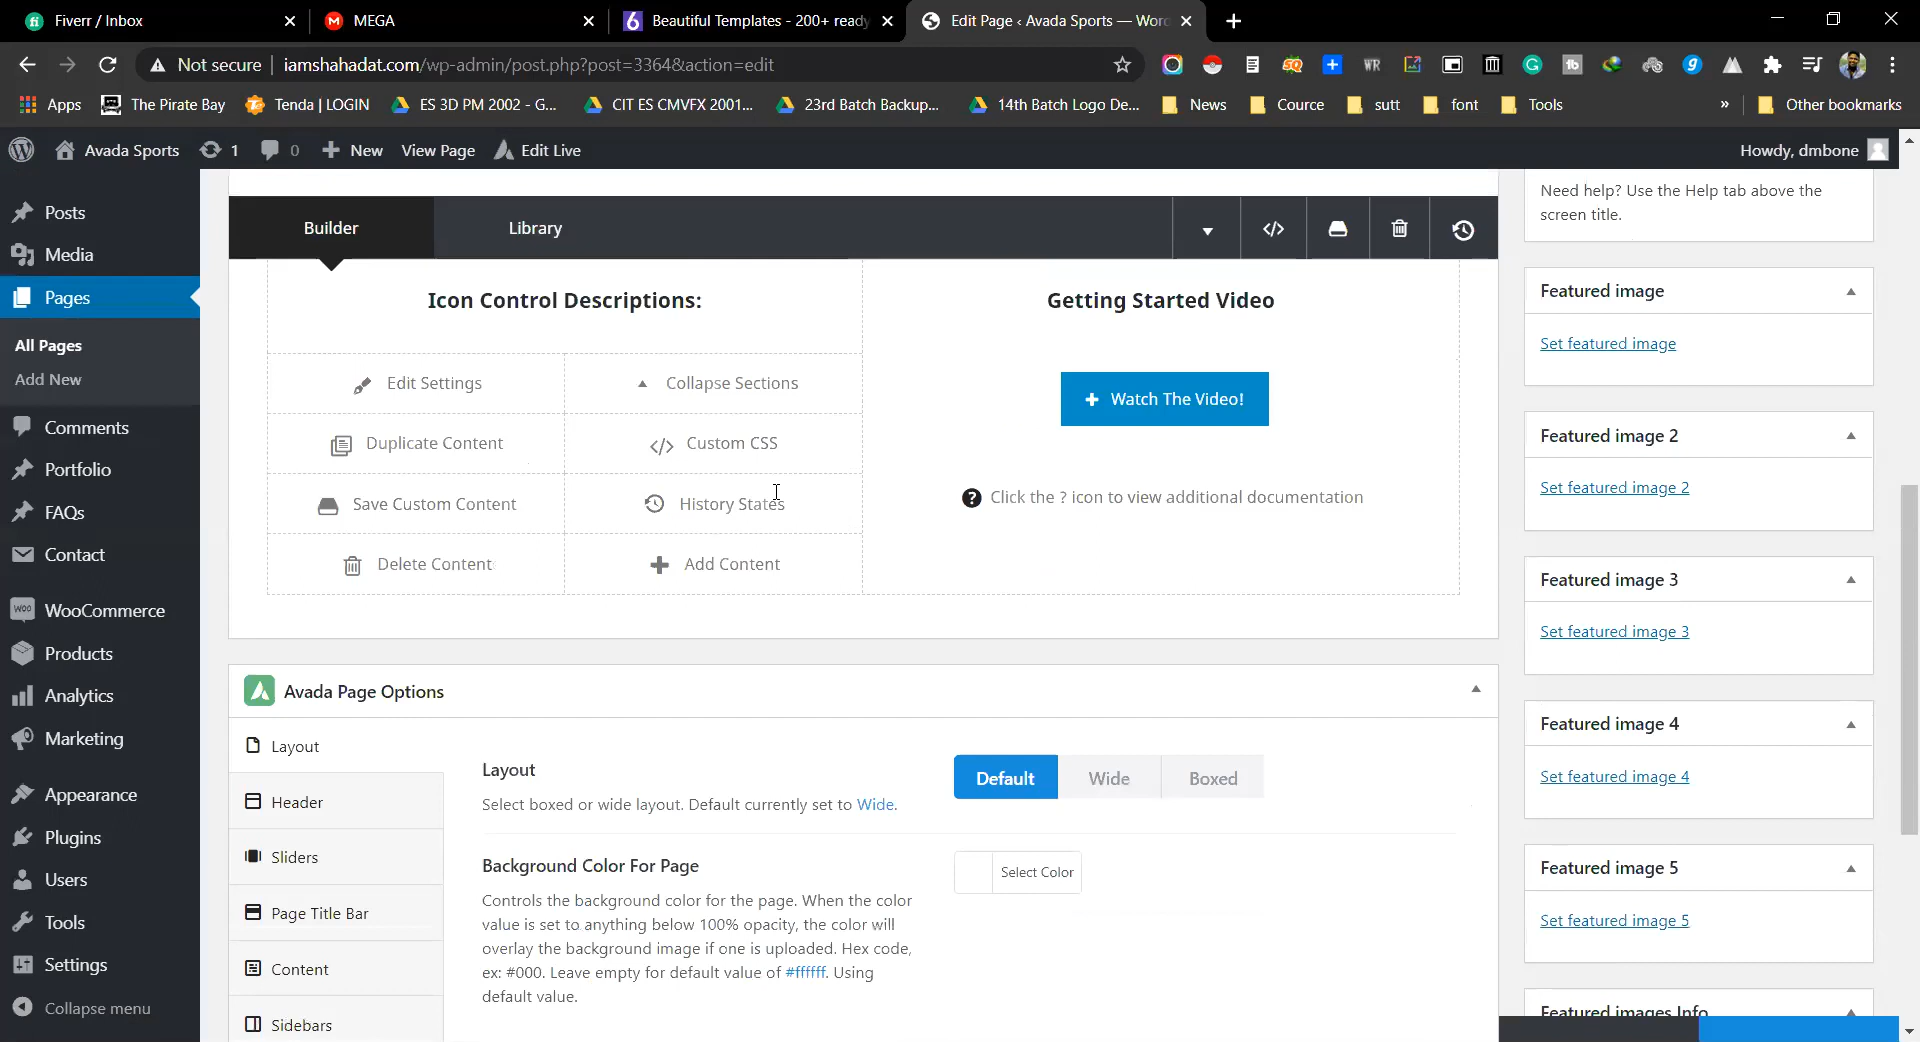 Fiverr / Inbox
MEGA
Beautiful Templates - 200+ ready
Edit Page ‹ Avada Sports — Wor
Not secure
iamshahadat.com/wp-admin/post.php?post=3364&action=edit
Apps
The Pirate Bay
Tenda | LOGIN
ES 3D PM 2002 - G...
CIT ES CMVFX 2001...
23rd Batch Backup...
14th Batch Logo De...
News
Cource
sutt
font
Tools
»
Other bookmarks
Avada Sports
1
0
New
View Page
Edit Live
Howdy, dmbone
Posts
Media
Pages
All Pages
Add New
Comments
Portfolio
FAQs
Contact
WooCommerce
Products
Analytics
Marketing
Appearance
Plugins
Users
Tools
Settings
Collapse menu
Builder
Library
Icon Control Descriptions:
Edit Settings
Collapse Sections
Duplicate Content
Custom CSS
Save Custom Content
History States
Delete Content
Add Content
Getting Started Video
Watch The Video!
Click the ? icon to view additional documentation
Avada Page Options
Layout
Header
Sliders
Page Title Bar
Content
Sidebars
Layout
Select boxed or wide layout. Default currently set to Wide.
Default
Wide
Boxed
Background Color For Page
Controls the background color for the page. When the color
value is set to anything below 100% opacity, the color will
overlay the background image if one is uploaded. Hex code,
ex: #000. Leave empty for default value of #ffffff. Using
default value.
Select Color
Need help? Use the Help tab above the
screen title.
Featured image
Set featured image
Featured image 2
Set featured image 2
Featured image 3
Set featured image 3
Featured image 4
Set featured image 4
Featured image 5
Set featured image 5
Featured images Info